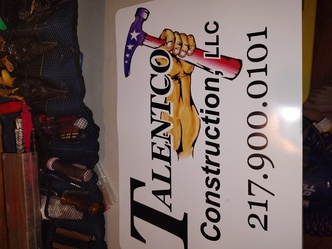 TALENTCO
Construction, LLC
217.900.0101